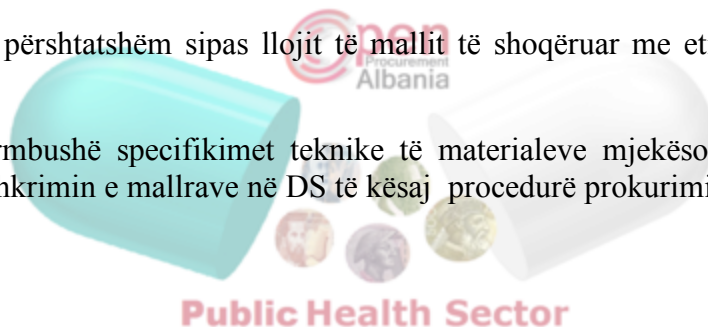 përshtatshëm sipas llojit të mallit të shoqëruar me et
Open
Procurement
Albania
rmbushë specifikimet teknike të materialeve mjekëso
hkrimin e mallrave në DS të kësaj procedurë prokurimi
Public Health Sector